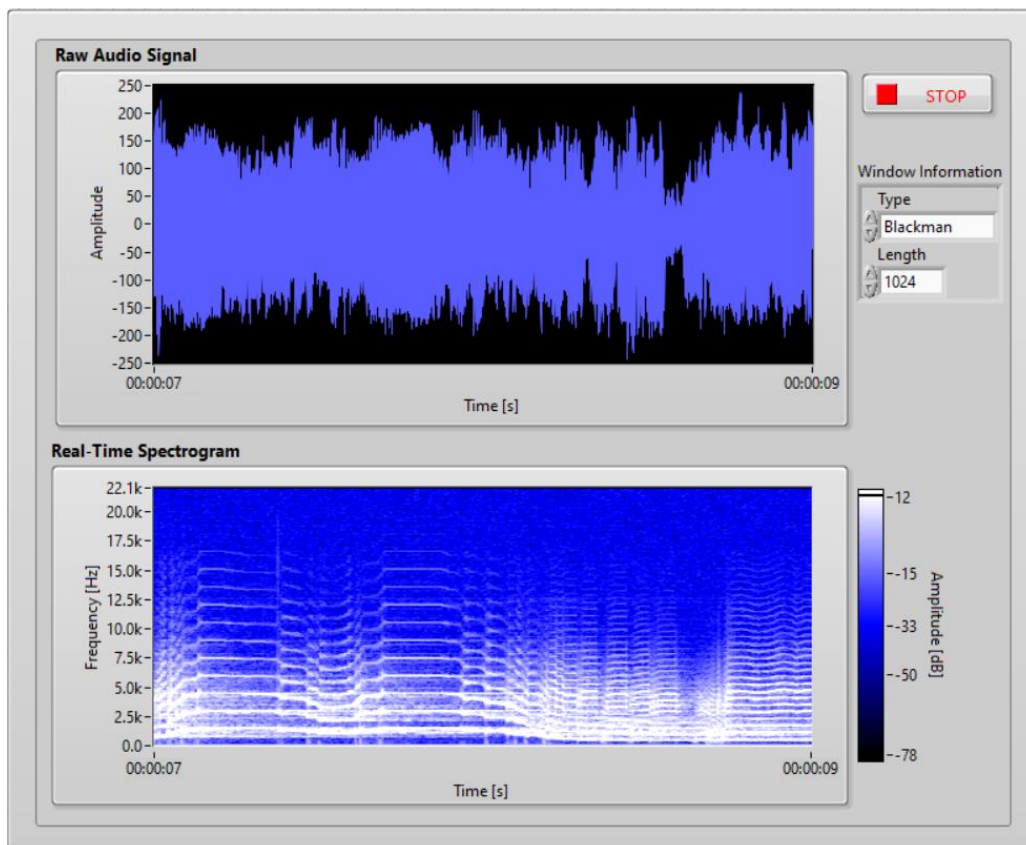 Raw Audio Signal
250
200
150
100
50
0
-50
-100
-150
-200
-250
Amplitude
00:00:07
00:00:09
Time [s]
STOP
Window Information
Type
Blackman
Length
1024
Real-Time Spectrogram
22.1k
20.0k
17.5k
15.0k
12.5k
10.0k
7.5k
5.0k
2.5k
0.0
Frequency [Hz]
00:00:07
00:00:09
Time [s]
-12
-15
-33
-50
-78
Amplitude [dB]